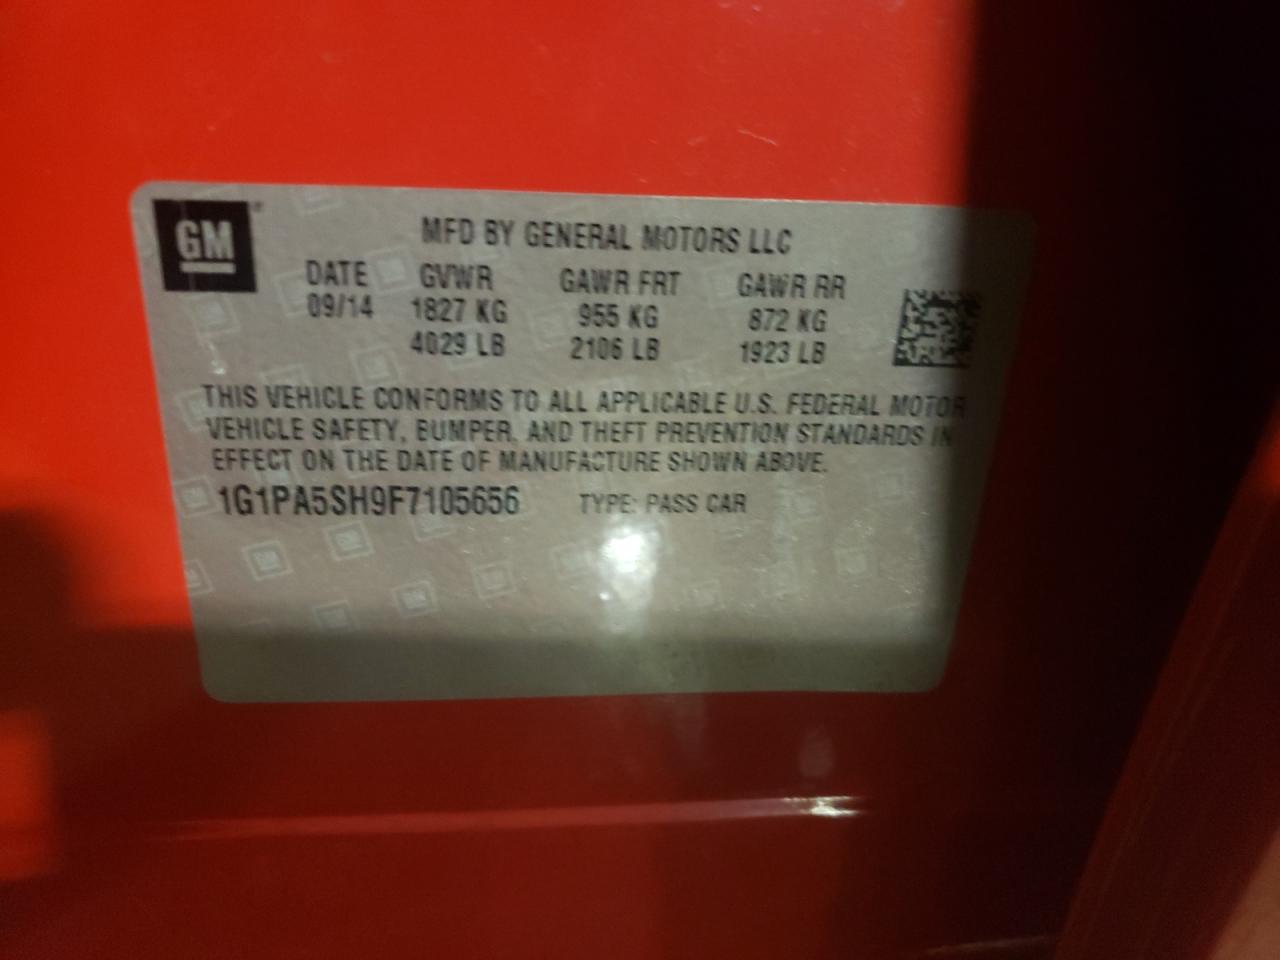 GM
MFD BY GENERAL MOTORS LLC
DATE GVWR GAWR FRT GAWR RR
09/14 1827 KG 955 KG 872 KG
4029 LB 2106 LB 1923 LB
THIS VEHICLE CONFORMS TO ALL APPLICABLE U.S. FEDERAL MOTOR
VEHICLE SAFETY, BUMPER, AND THEFT PREVENTION STANDARDS IN
EFFECT ON THE DATE OF MANUFACTURE SHOWN ABOVE.
1G1PA5SH9F7105656 TYPE: PASS CAR